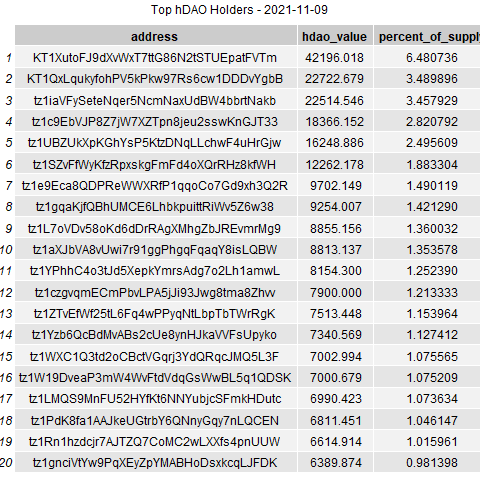 Top hDAO Holders - 2021-11-09
address hdao_value percent_of_supply
1 KT1XutoFJ9dXvWxT7ttG86N2tSTUEpatFVTm 42196.018 6.480736
2 KT1QxLqukyfohPV5kPkw97Rs6cw1DDDvYgbB 22722.679 3.489896
3 tz1iaVFySeteNqer5NcmNaxUdBW4bbrtNakb 22514.546 3.457929
4 tz1c9EbVJP8Z7jW7XZTpn8jeu2sswKnGJT33 18366.152 2.820792
5 tz1UBZUkXpKGhYsP5KtzDNqLLchwF4uHrGjw 16248.886 2.495609
6 tz1SZvFfWyKfzRpxskgFmFd4oXQrRHz8kfWH 12262.178 1.883304
7 tz1e9Eca8QDPReWWXRfP1qqoCo7Gd9xh3Q2R 9702.149 1.490119
8 tz1gqaKjfQBhUMCE6LhbkpuittRiWv5Z6w38 9254.007 1.421290
9 tz1L7oVDv58oKd6dDrRAgXMhgZbJREvmrMg9 8855.156 1.360032
10 tz1aXJbVA8vUwi7r91ggPhgqFqaqY8isLQBW 8813.137 1.353578
11 tz1YPhhC4o3tJd5XepkYmrsAdg7o2Lh1amwL 8154.300 1.252390
12 tz1czgvqmECmPbvLPA5jJi93Jwg8tma8Zhvv 7900.000 1.213333
13 tz1ZTvEfWf25tL6Fq4wPPyqNtLbpTbTWrRgK 7513.448 1.153964
14 tz1Yzb6QcBdMvABs2cUe8ynHJkaVVFsUpyko 7340.569 1.127412
15 tz1WXC1Q3td2oCBctVGqrj3YdQRqcJMQ5L3F 7002.994 1.075565
16 tz1W19DveaP3mW4WvFtdVdqGsWwBL5q1QDSK 7000.679 1.075209
17 tz1LMQS9MnFU52HYfKt6NNYubjcSFmkHDutc 6990.423 1.073634
18 tz1PdK8fa1AAJkeUGtrbY6QNnyGqy7nLQCEN 6811.451 1.046147
19 tz1Rn1hzdcjr7AJTZQ7CoMC2wLXXfs4pnUUW 6614.914 1.015961
20 tz1gnciVtYw9PqXEyZpYMABHoDsxkcqLJFDK 6389.874 0.981398